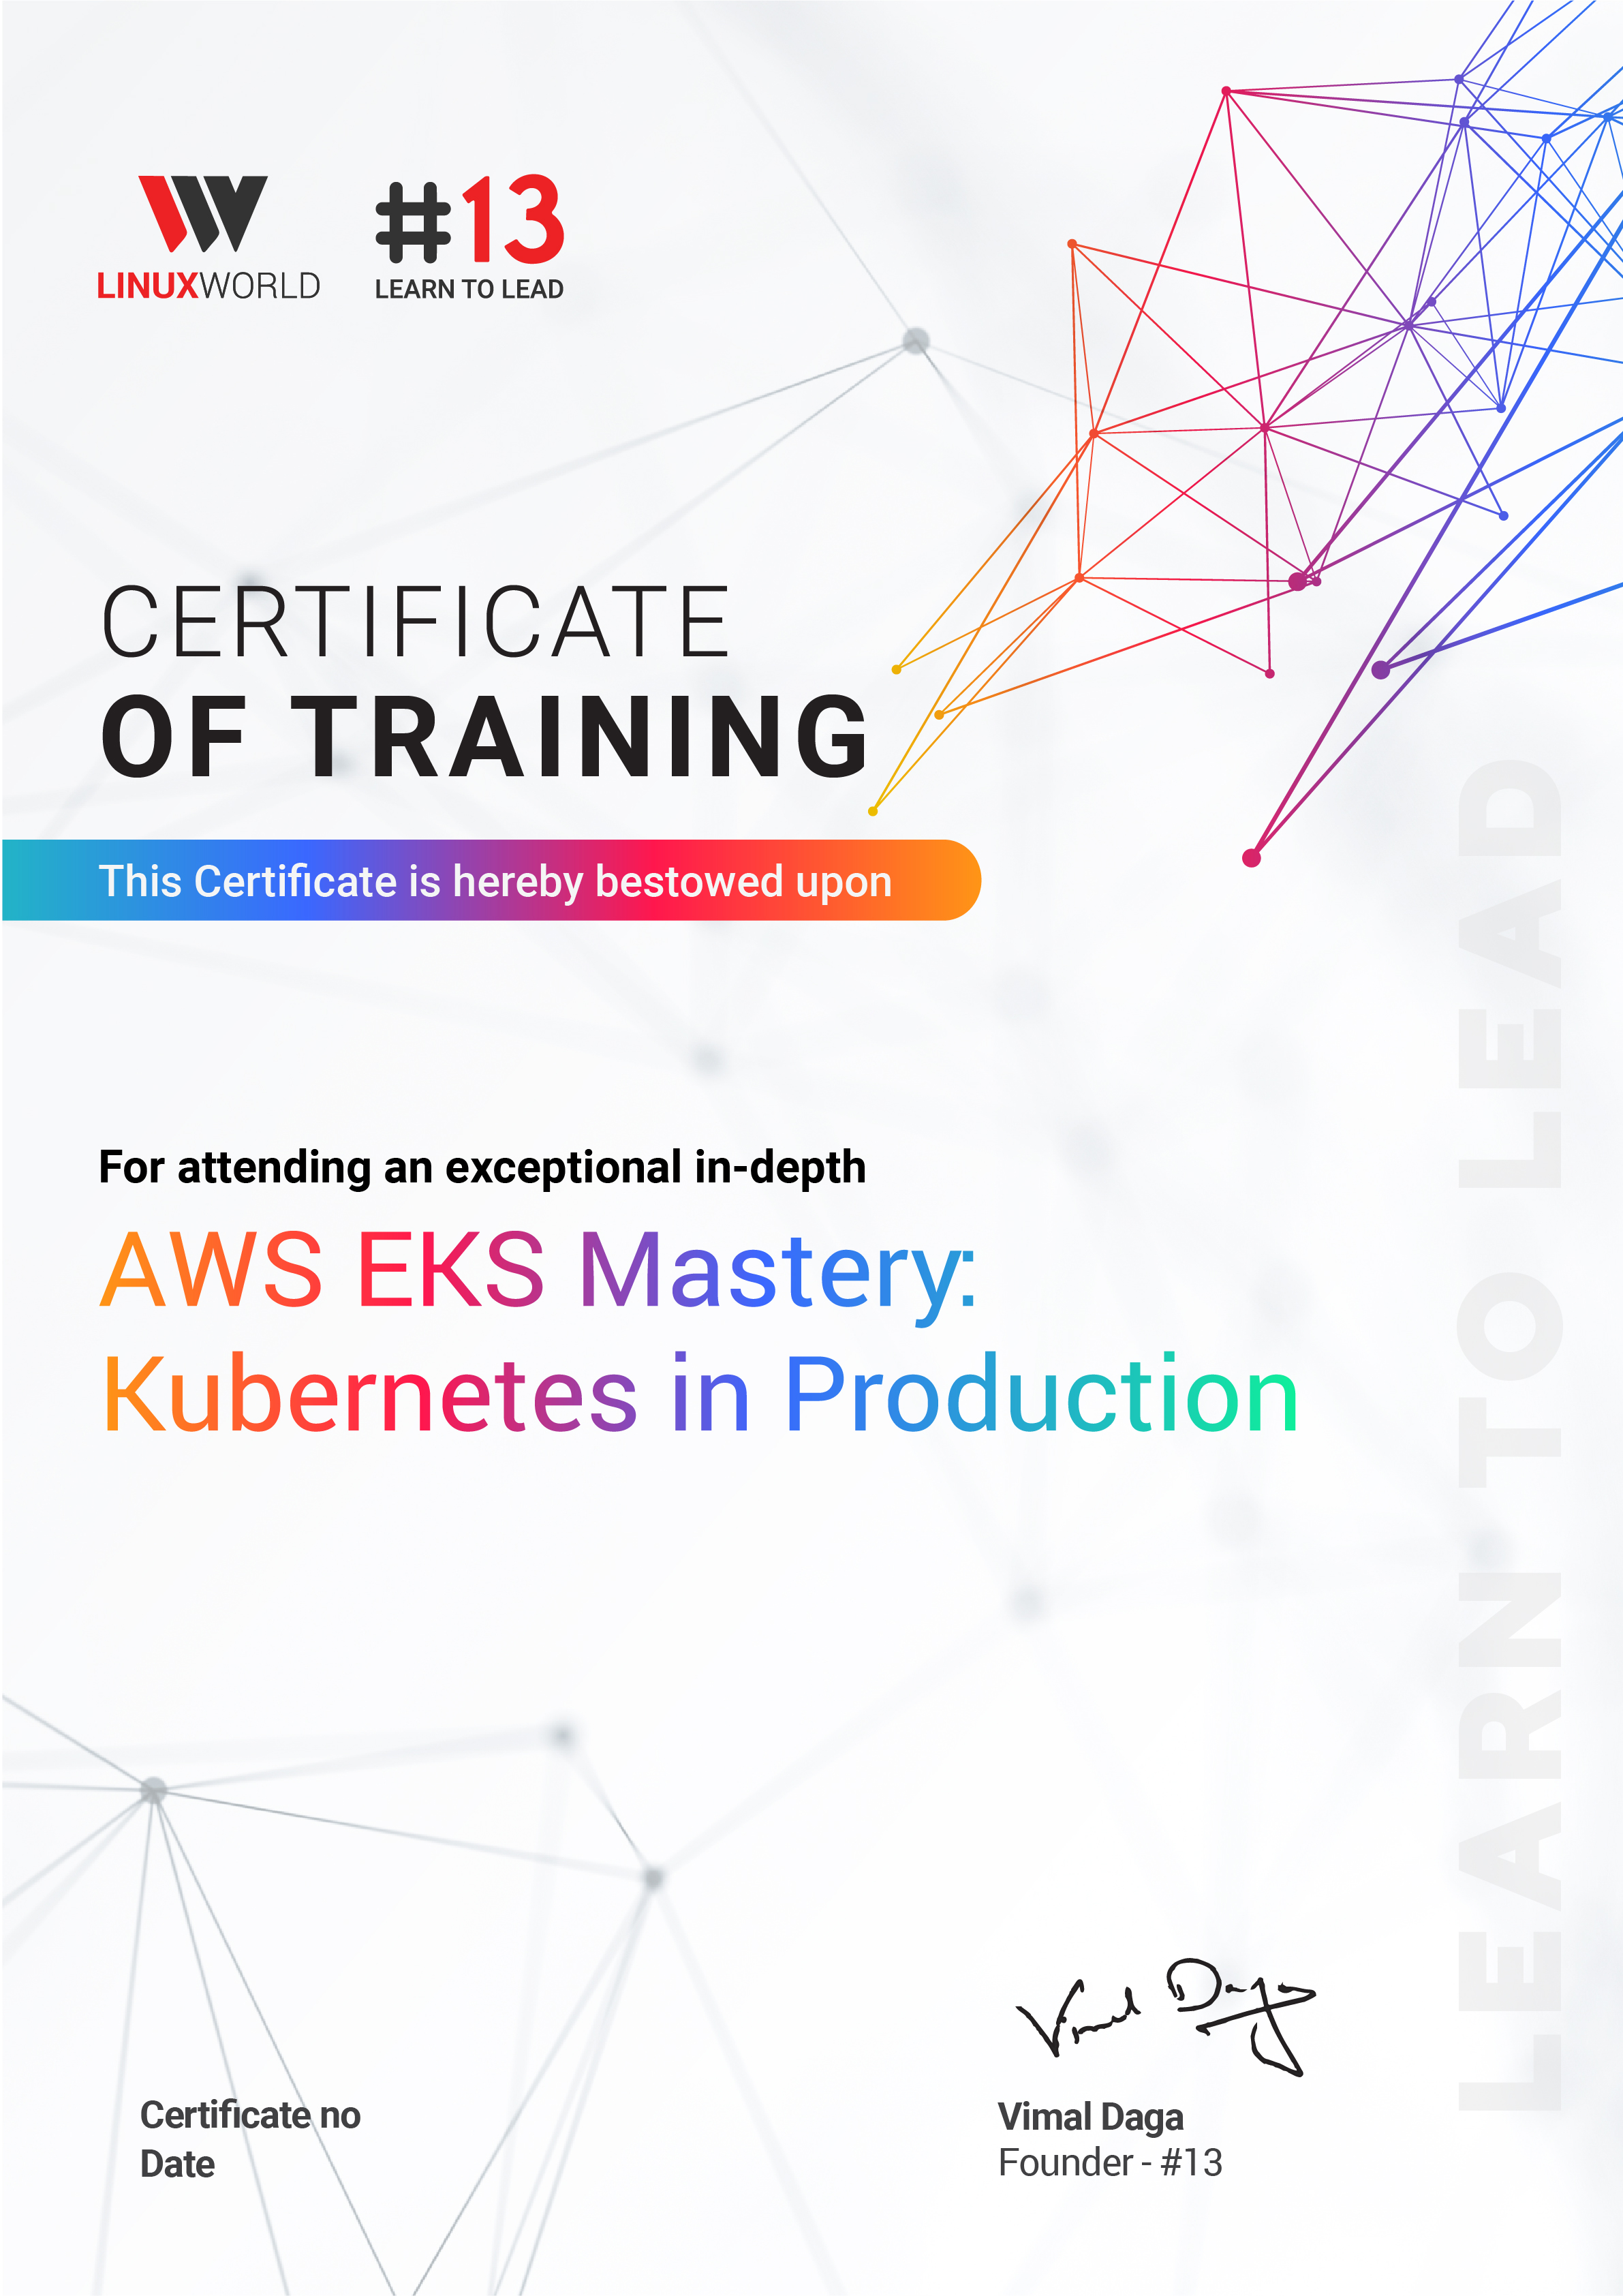 LINUXWORLD
#13
LEARN TO LEAD
CERTIFICATE
OF TRAINING
This Certificate is hereby bestowed upon
For attending an exceptional in-depth
AWS EKS Mastery:
Kubernetes in Production
LEARN TO LEAD
Vimal Daga
Certificate no
Date
Vimal Daga
Founder - #13